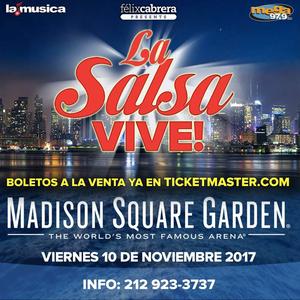 lamusica
félixcabrera
PRESENTS
mega
97.9
La
Salsa
VIVE!
BOLETOS A LA VENTA YA EN TICKETMASTER.COM
MADISON SQUARE GARDEN®
THE WORLD'S MOST FAMOUS ARENA®
VIERNES 10 DE NOVIEMBRE 2017
INFO: 212 923-3737